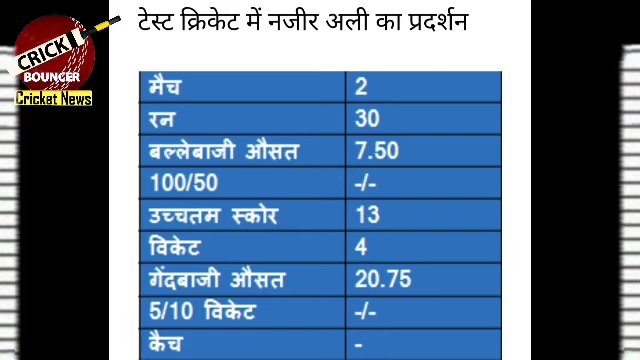 टेस्ट क्रिकेट में नजीर अली का प्रदर्शन
CRICK
BOUNCER
Cricket News
मैच 2
रन 30
बल्लेबाजी औसत 7.50
100/50 -/-
उच्चतम स्कोर 13
विकेट 4
गेंदबाजी औसत 20.75
5/10 विकेट -/-
कैच -